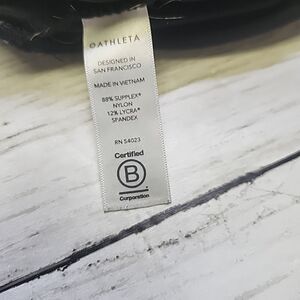 ATHLETA
DESIGNED IN
SAN FRANCISCO
MADE IN VIETNAM
88% SUPPLEX®
NYLON
12% LYCRA®
SPANDEX
RN 54023
Certified
B
Corporation